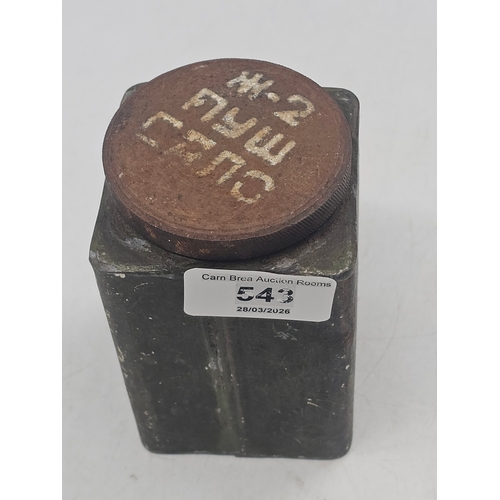 Ж-2
ПУШ
САЛО
Carn Brea Auction Rooms
543
28/03/2026